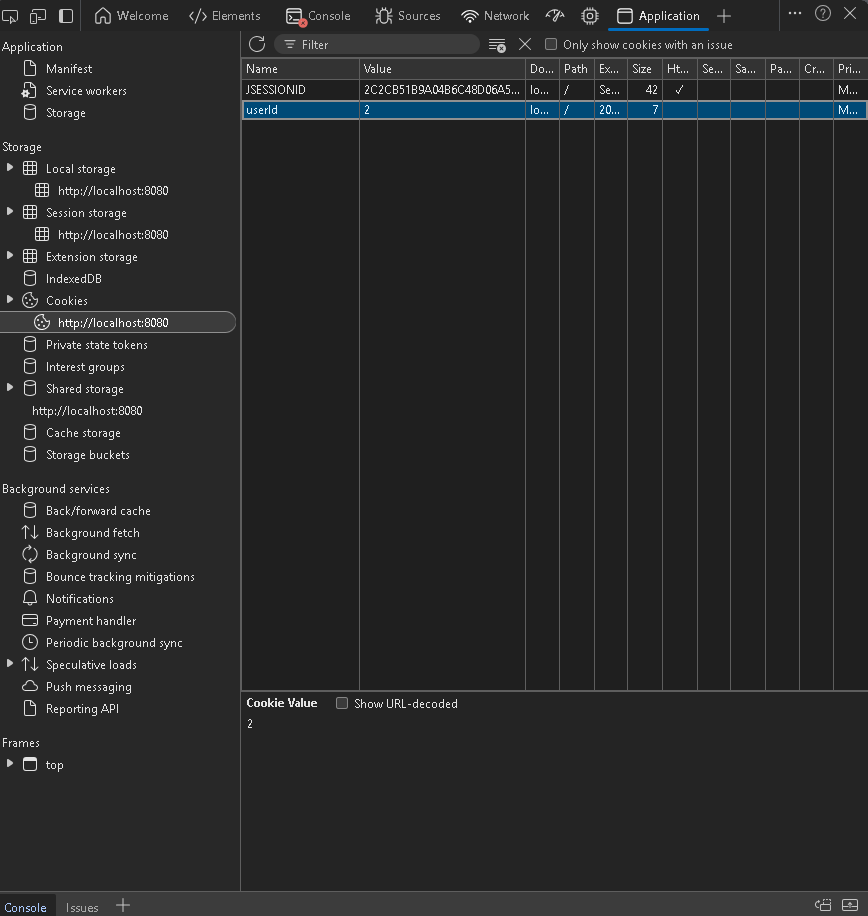 Welcome Elements Console Sources Network Application
Application
Manifest
Service workers
Storage
Storage
Local storage
http://localhost:8080
Session storage
http://localhost:8080
Extension storage
IndexedDB
Cookies
http://localhost:8080
Private state tokens
Interest groups
Shared storage
http://localhost:8080
Cache storage
Storage buckets
Background services
Back/forward cache
Background fetch
Background sync
Bounce tracking mitigations
Notifications
Payment handler
Periodic background sync
Speculative loads
Push messaging
Reporting API
Frames
top
Filter Only show cookies with an issue
Name Value Do... Path Ex... Size Ht... Se... Sa... Pa... Cr... Pri...
JSESSIONID 2C2CB51B9A04B6C48D06A5... lo... / Se... 42 ✓ M...
userId 2 lo... / 20... 7 M...
Cookie Value Show URL-decoded
2
Console Issues